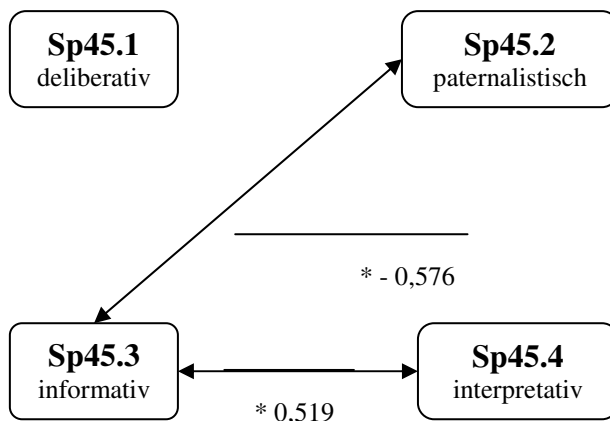 Sp45.1
deliberativ
Sp45.2
paternalistisch
* - 0,576
Sp45.3
informativ
* 0,519
Sp45.4
interpretativ